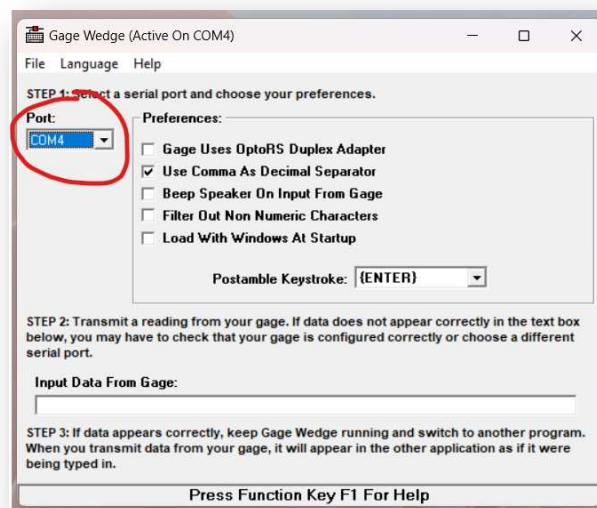 Gage Wedge (Active On COM4)
File Language Help
STEP 1: Select a serial port and choose your preferences.
Port:
COM4
Preferences:
Gage Uses OptoRS Duplex Adapter
Use Comma As Decimal Separator
Beep Speaker On Input From Gage
Filter Out Non Numeric Characters
Load With Windows At Startup
Postamble Keystroke: {ENTER}
STEP 2: Transmit a reading from your gage. If data does not appear correctly in the text box
below, you may have to check that your gage is configured correctly or choose a different
serial port.
Input Data From Gage:
STEP 3: If data appears correctly, keep Gage Wedge running and switch to another program.
When you transmit data from your gage, it will appear in the other application as if it were
being typed in.
Press Function Key F1 For Help